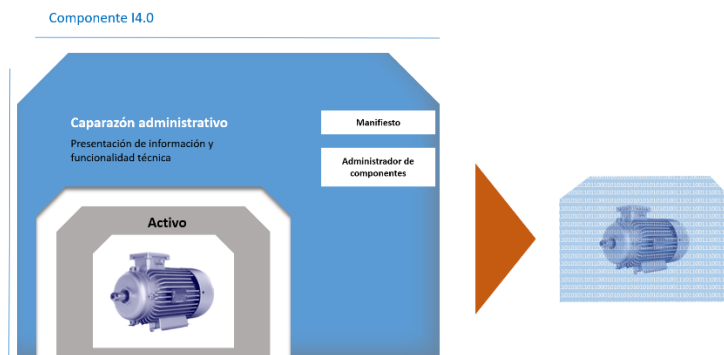 Componente I4.0
Caparazón administrativo
Presentación de información y
funcionalidad técnica
Manifiesto
Administrador de
componentes
Activo